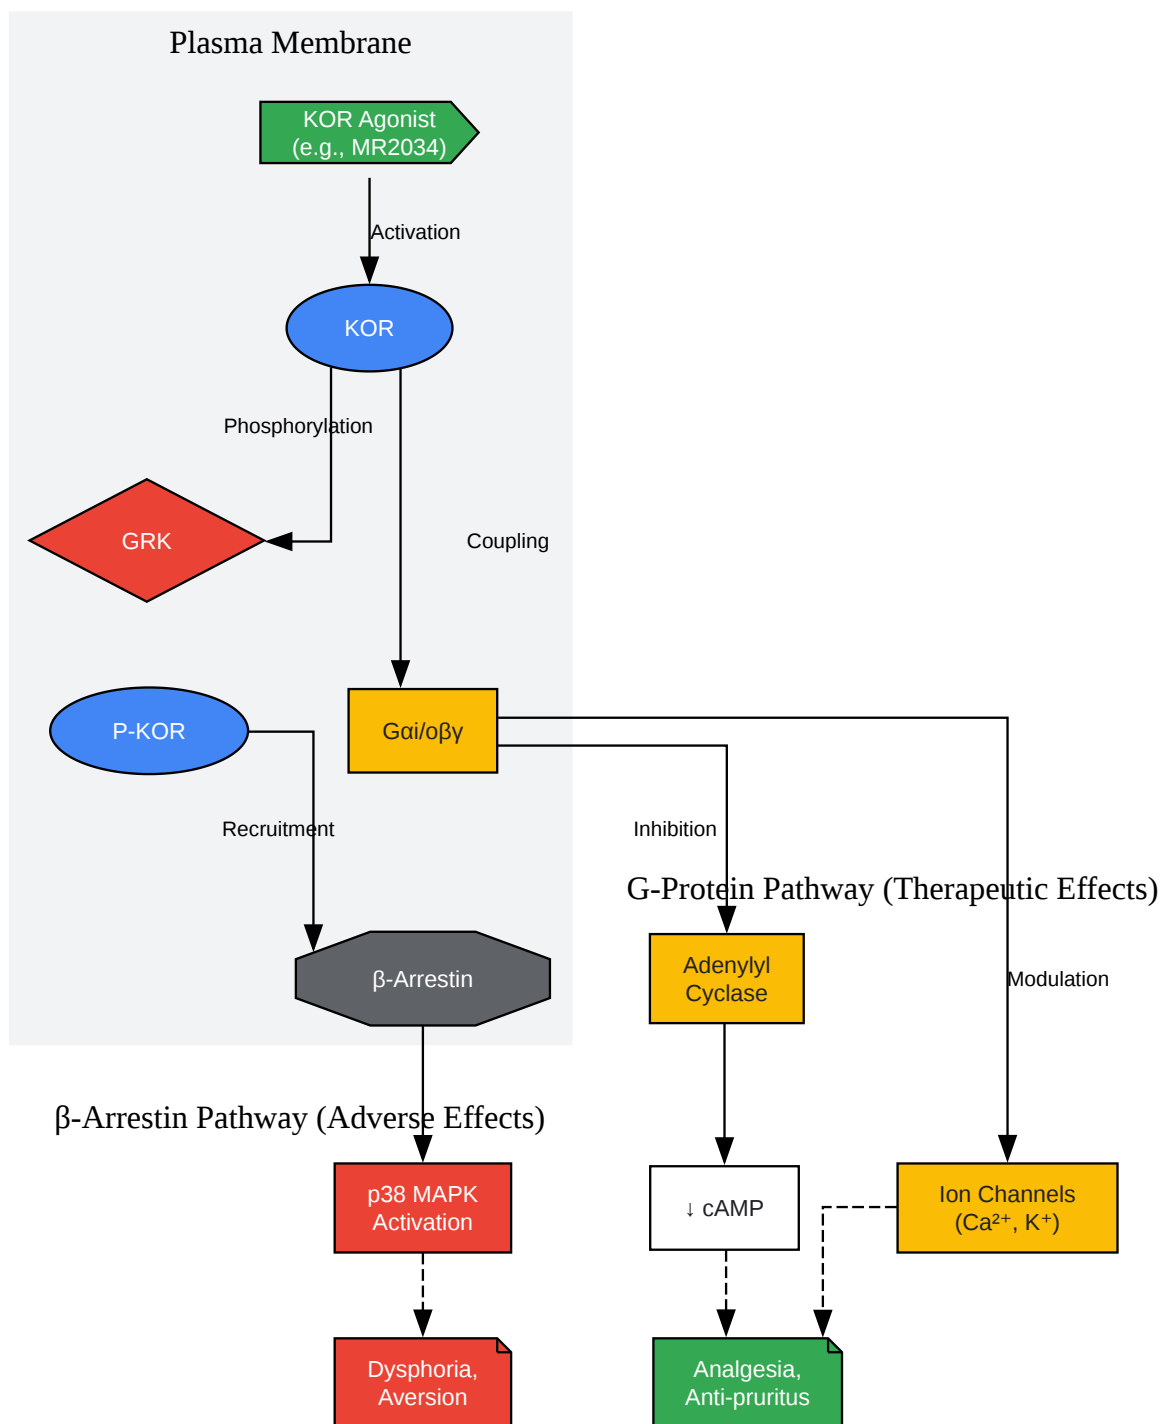 Plasma Membrane
KOR Agonist
(e.g., MR2034)
Activation
KOR
Phosphorylation
GRK
Coupling
P-KOR
Gαi/oβγ
Recruitment
Inhibition
G-Protein Pathway (Therapeutic Effects)
β-Arrestin
Adenylyl
Cyclase
Modulation
β-Arrestin Pathway (Adverse Effects)
p38 MAPK
Activation
↓ cAMP
Ion Channels
(Ca²⁺, K⁺)
Dysphoria,
Aversion
Analgesia,
Anti-pruritus